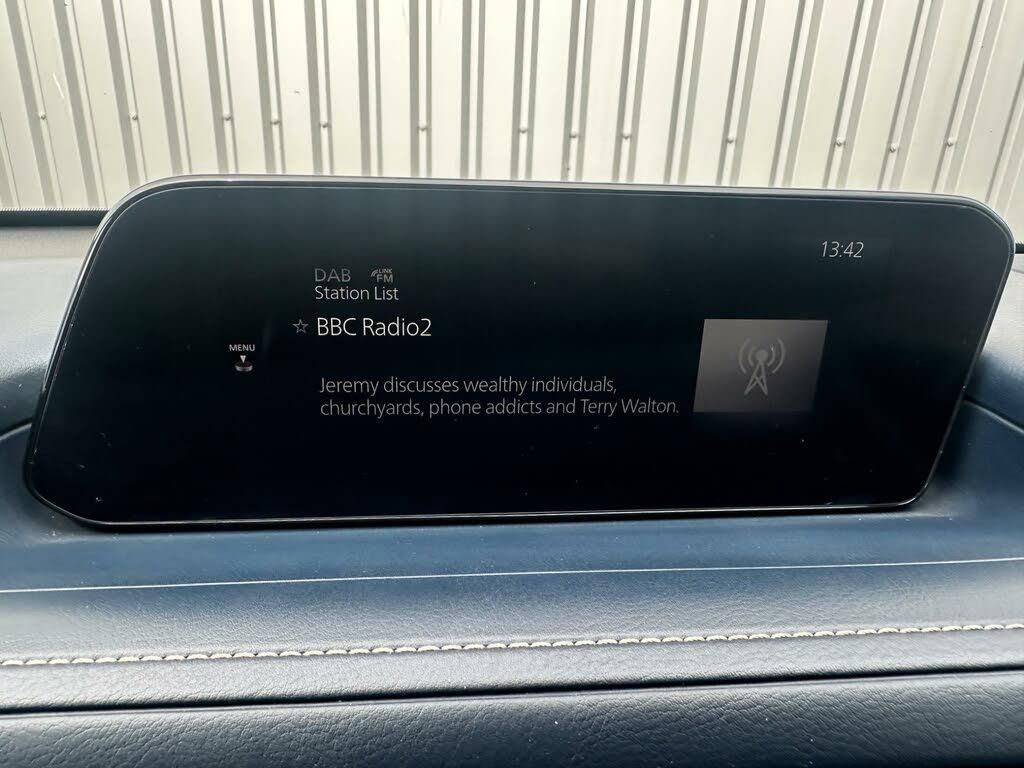 13:42
DAB LINK FM
Station List
☆ BBC Radio2
MENU
Jeremy discusses wealthy individuals,
churchyards, phone addicts and Terry Walton.